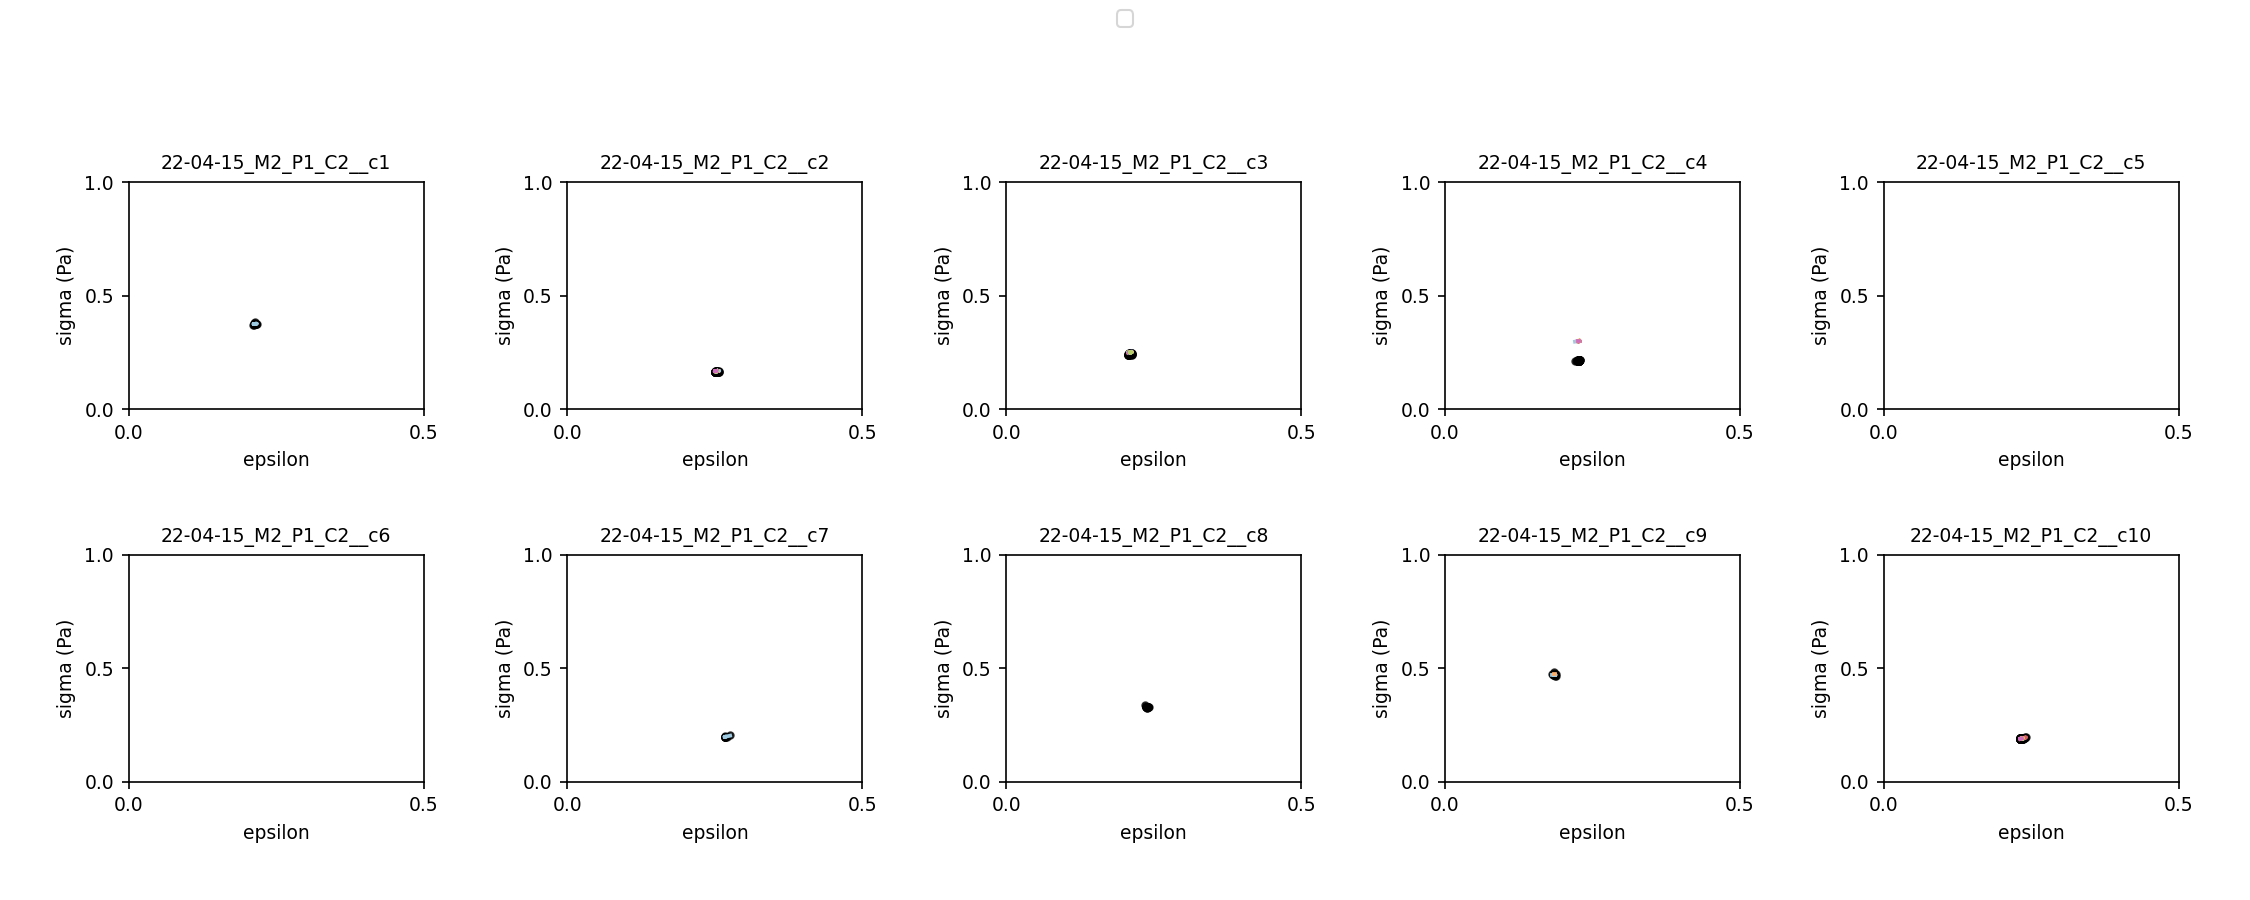 22-04-15_M2_P1_C2__c1
1.0
0.5
0.0
sigma (Pa)
0.0
0.5
epsilon
22-04-15_M2_P1_C2__c2
1.0
0.5
0.0
sigma (Pa)
0.0
0.5
epsilon
22-04-15_M2_P1_C2__c3
1.0
0.5
0.0
sigma (Pa)
0.0
0.5
epsilon
22-04-15_M2_P1_C2__c4
1.0
0.5
0.0
sigma (Pa)
0.0
0.5
epsilon
22-04-15_M2_P1_C2__c5
1.0
0.5
0.0
sigma (Pa)
0.0
0.5
epsilon
22-04-15_M2_P1_C2__c6
1.0
0.5
0.0
sigma (Pa)
0.0
0.5
epsilon
22-04-15_M2_P1_C2__c7
1.0
0.5
0.0
sigma (Pa)
0.0
0.5
epsilon
22-04-15_M2_P1_C2__c8
1.0
0.5
0.0
sigma (Pa)
0.0
0.5
epsilon
22-04-15_M2_P1_C2__c9
1.0
0.5
0.0
sigma (Pa)
0.0
0.5
epsilon
22-04-15_M2_P1_C2__c10
1.0
0.5
0.0
sigma (Pa)
0.0
0.5
epsilon